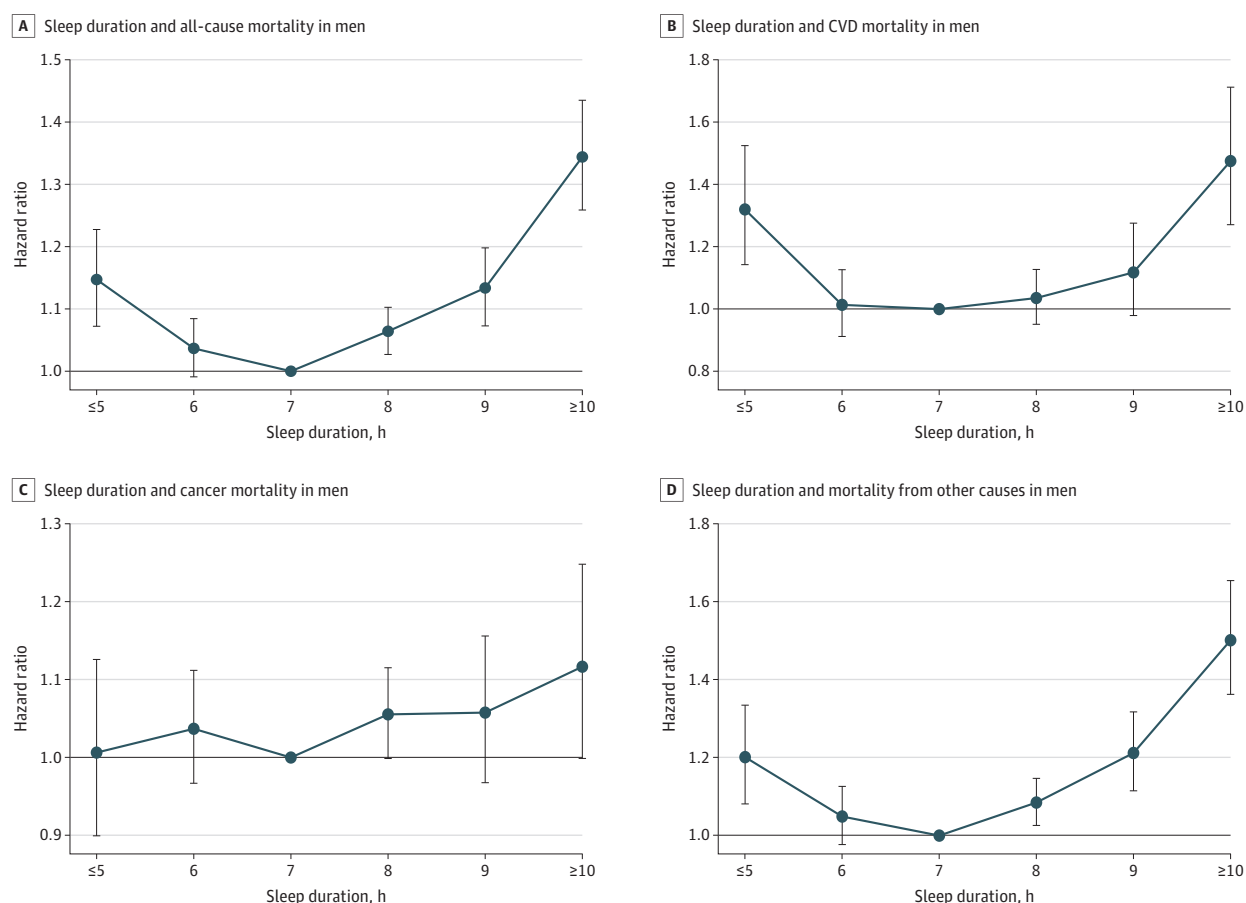 A Sleep duration and all-cause mortality in men
1.5
1.4
1.3
1.2
1.1
1.0
Hazard ratio
≤5 6 7 8 9 ≥10
Sleep duration, h
B Sleep duration and CVD mortality in men
1.8
1.6
1.4
1.2
1.0
0.8
Hazard ratio
≤5 6 7 8 9 ≥10
Sleep duration, h
C Sleep duration and cancer mortality in men
1.3
1.2
1.1
1.0
0.9
Hazard ratio
≤5 6 7 8 9 ≥10
Sleep duration, h
D Sleep duration and mortality from other causes in men
1.8
1.6
1.4
1.2
1.0
Hazard ratio
≤5 6 7 8 9 ≥10
Sleep duration, h